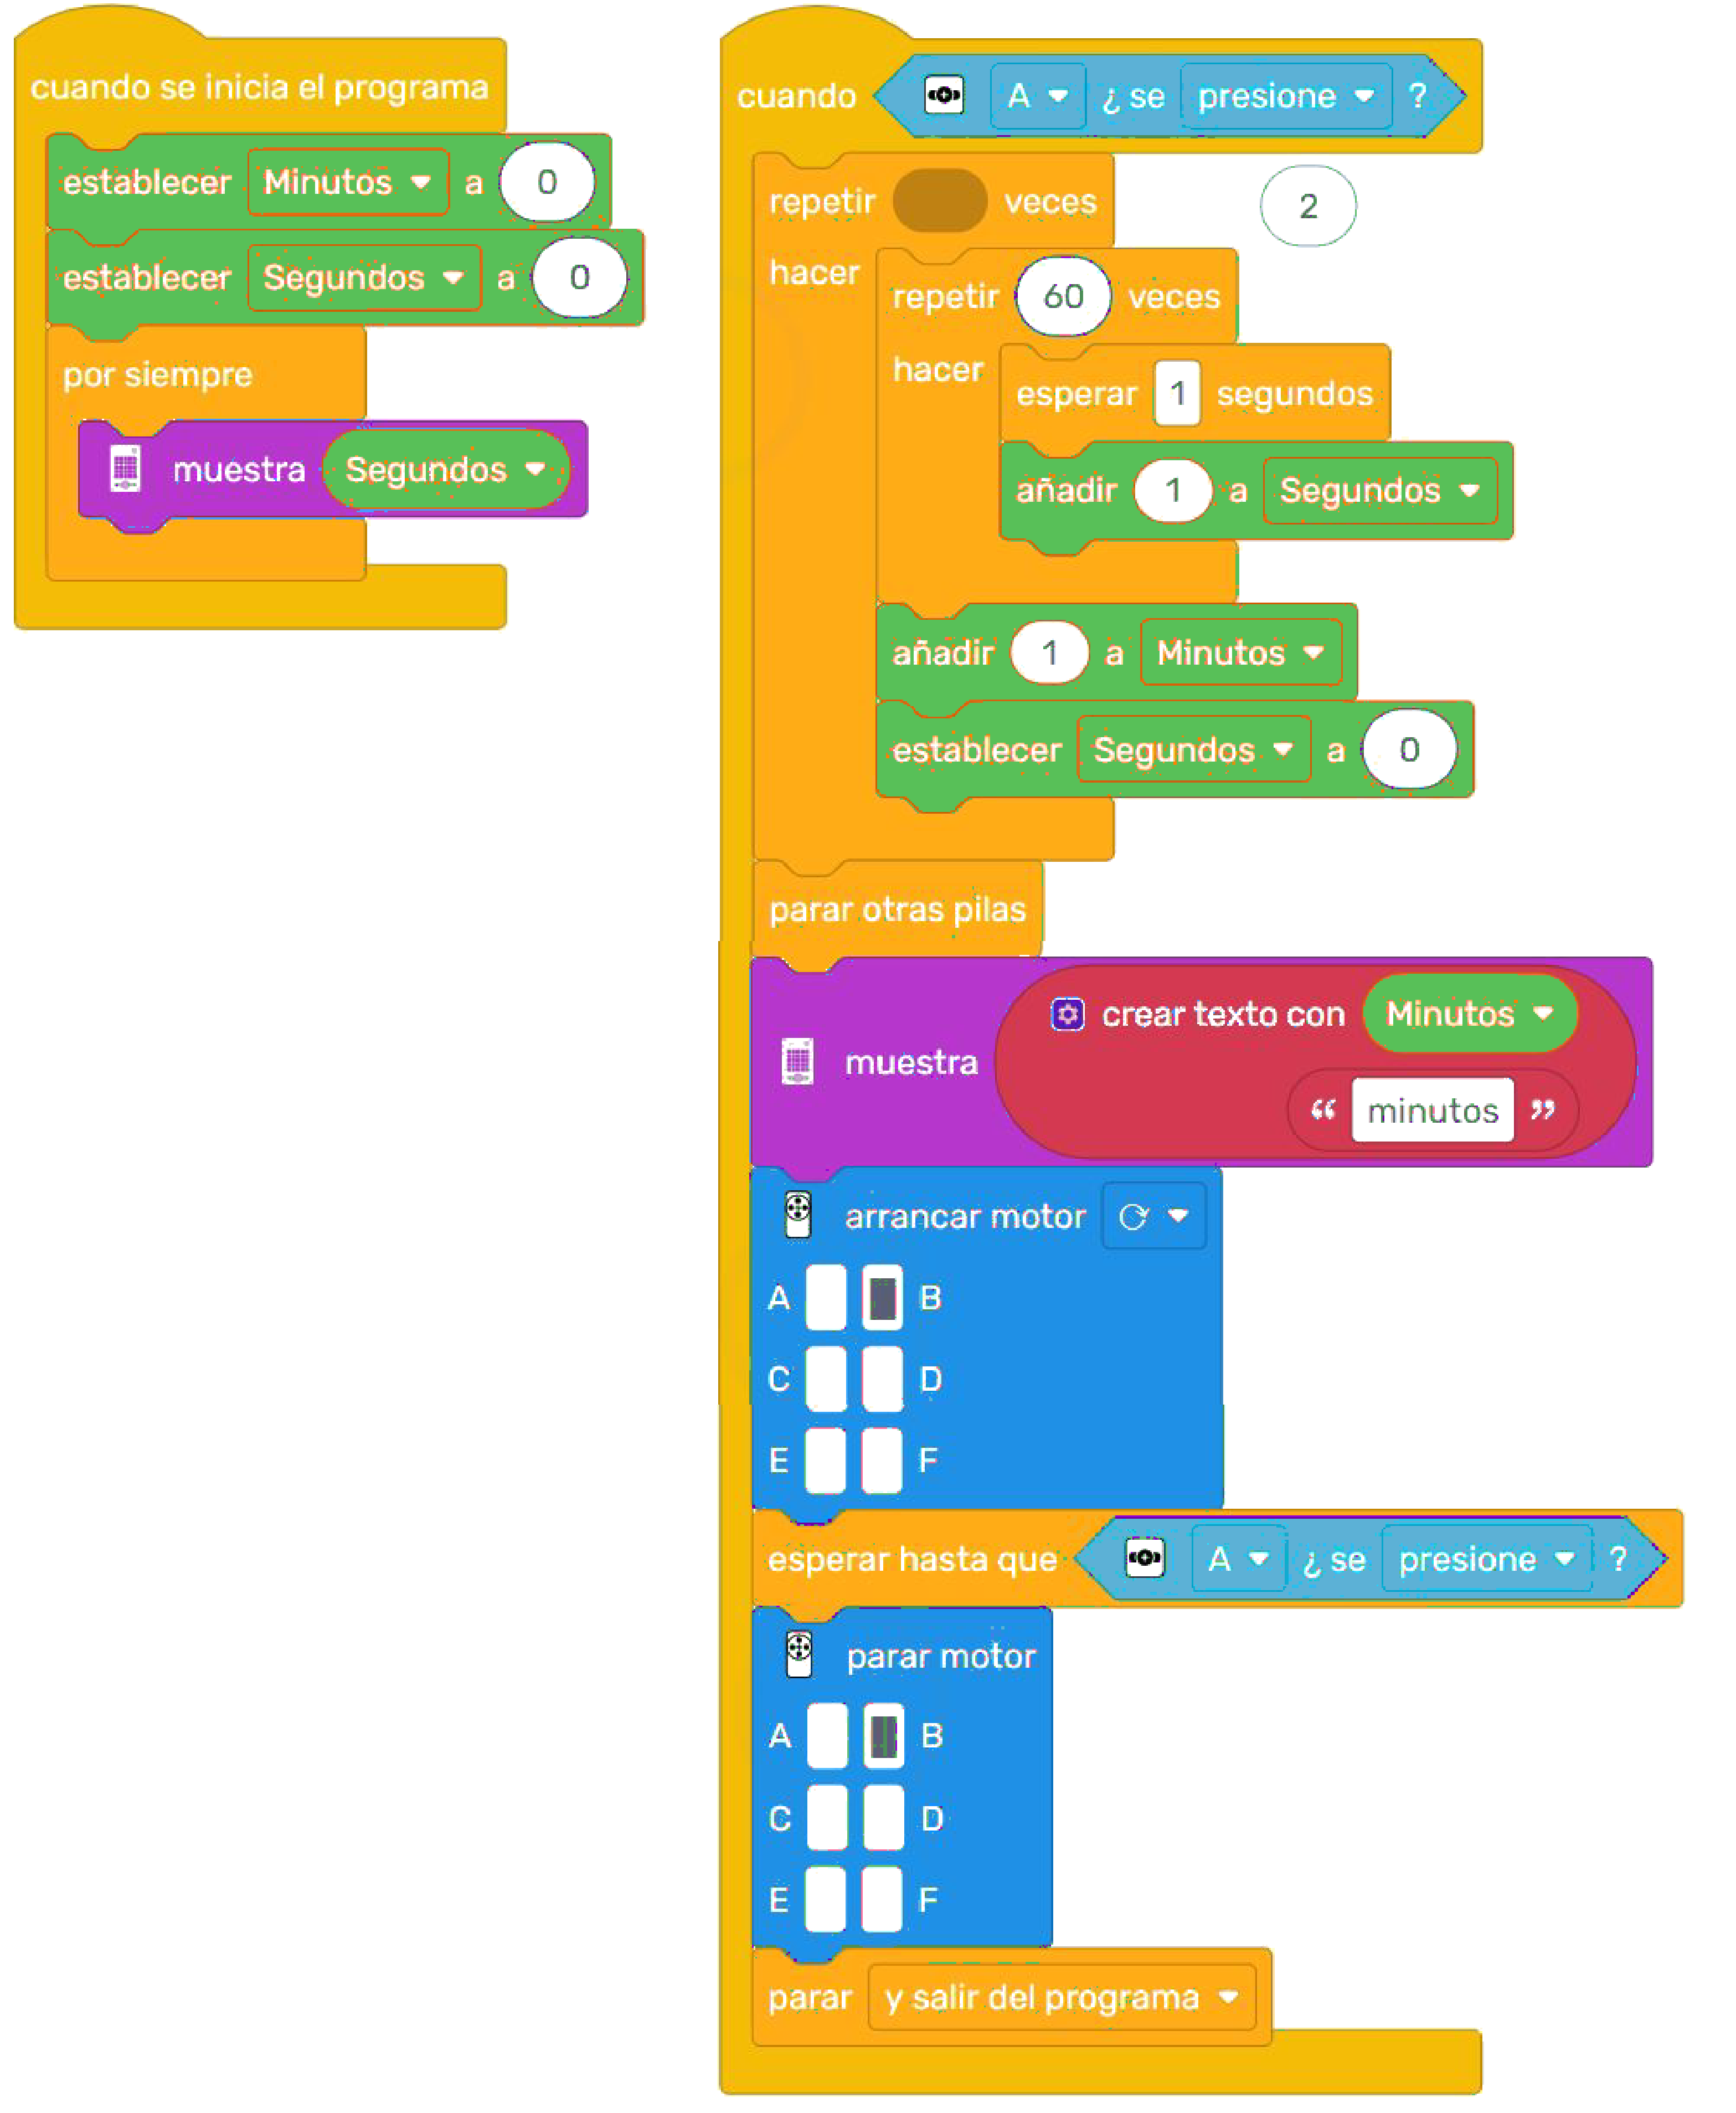 cuando se inicia el programa
establecer Minutos a 0
establecer Segundos a 0
por siempre
muestra Segundos
cuando A ¿ se presione ?
repetir veces 2
hacer
repetir 60 veces
hacer
esperar 1 segundos
añadir 1 a Segundos
añadir 1 a Minutos
establecer Segundos a 0
parar otras pilas
muestra crear texto con Minutos
“ minutos ”
arrancar motor
A B
C D
E F
esperar hasta que A ¿ se presione ?
parar motor
A B
C D
E F
parar y salir del programa